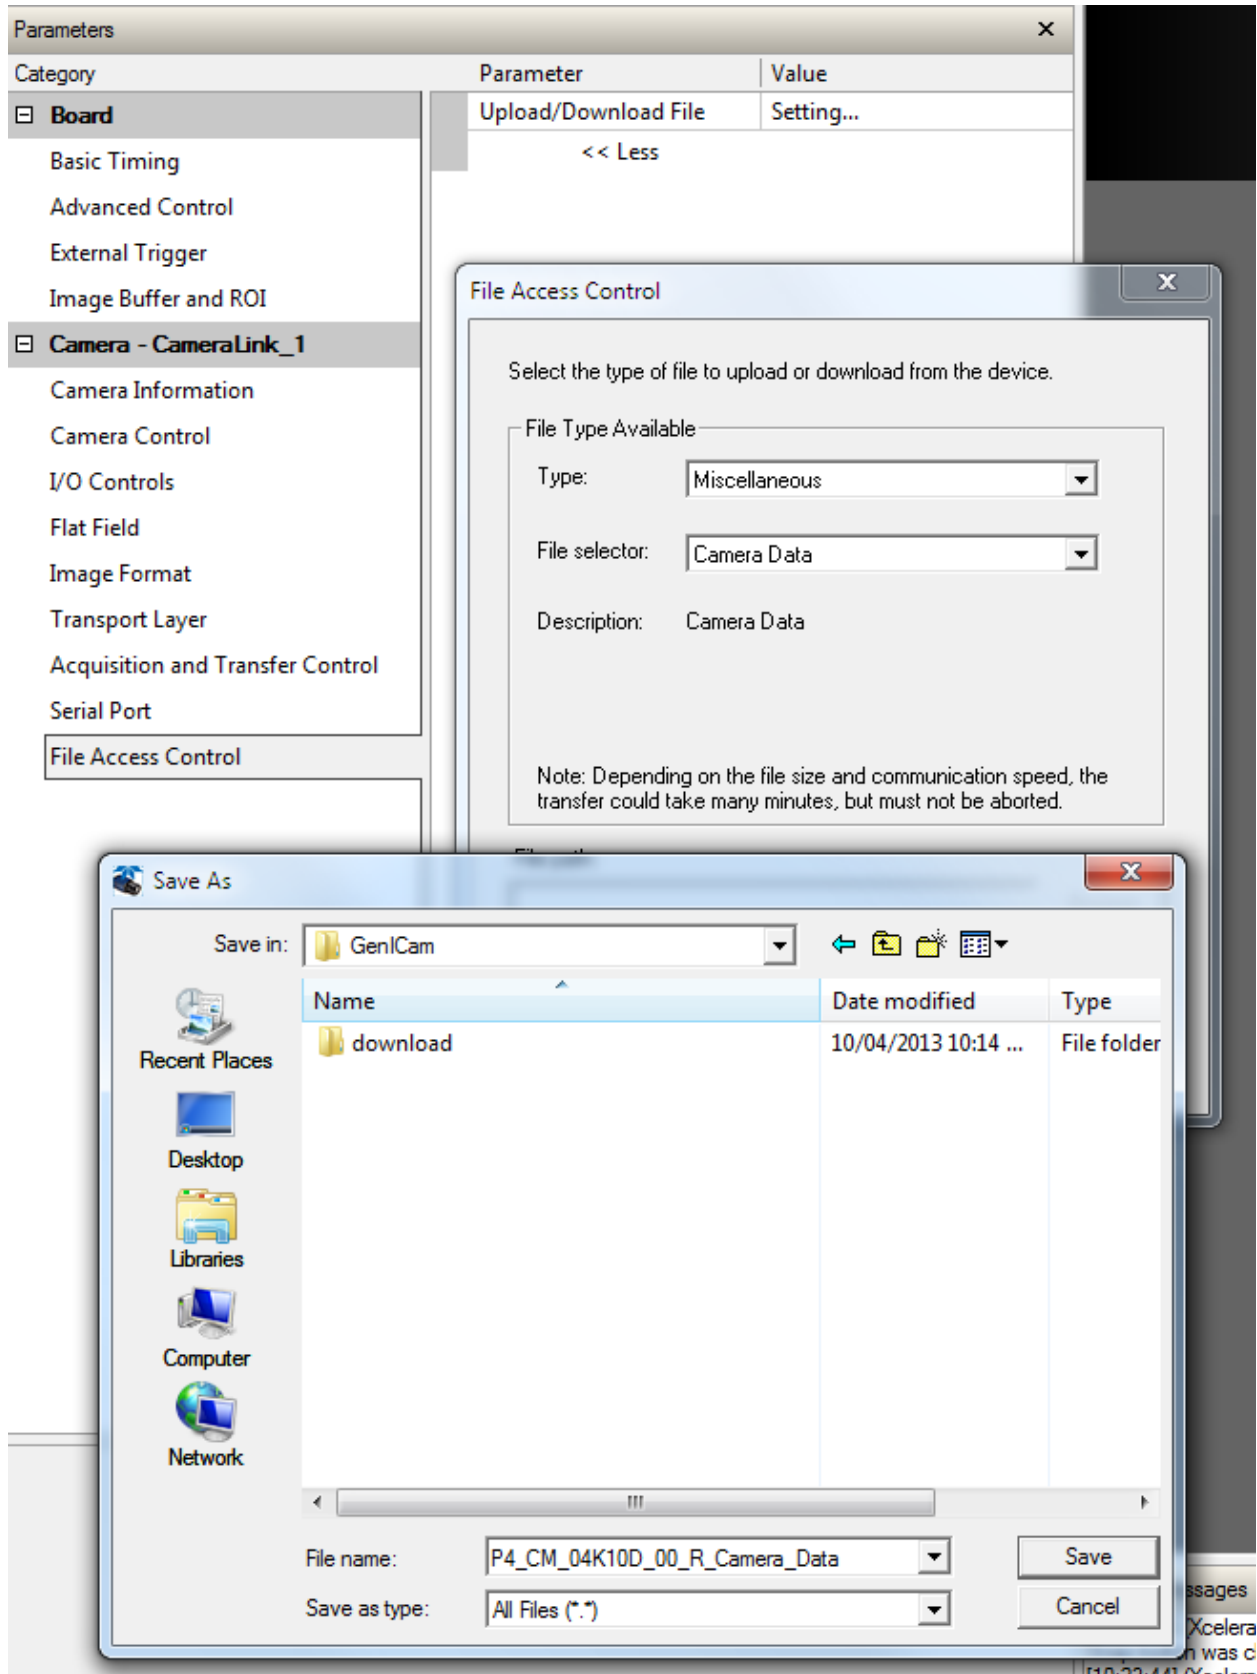 Parameters
Category
Parameter Value
Board
Upload/Download File Setting...
<< Less
Basic Timing
Advanced Control
External Trigger
Image Buffer and ROI
Camera - CameraLink_1
Camera Information
Camera Control
I/O Controls
Flat Field
Image Format
Transport Layer
Acquisition and Transfer Control
Serial Port
File Access Control
File Access Control
Select the type of file to upload or download from the device.
File Type Available
Type: Miscellaneous
File selector: Camera Data
Description: Camera Data
Note: Depending on the file size and communication speed, the
transfer could take many minutes, but must not be aborted.
Save As
Save in: GenICam
Name Date modified Type
download 10/04/2013 10:14 ... File folder
Recent Places
Desktop
Libraries
Computer
Network
File name: P4_CM_04K10D_00_R_Camera_Data
Save
Save as type: All Files (*.*)
Cancel
ssages
(Xcelera
n was c